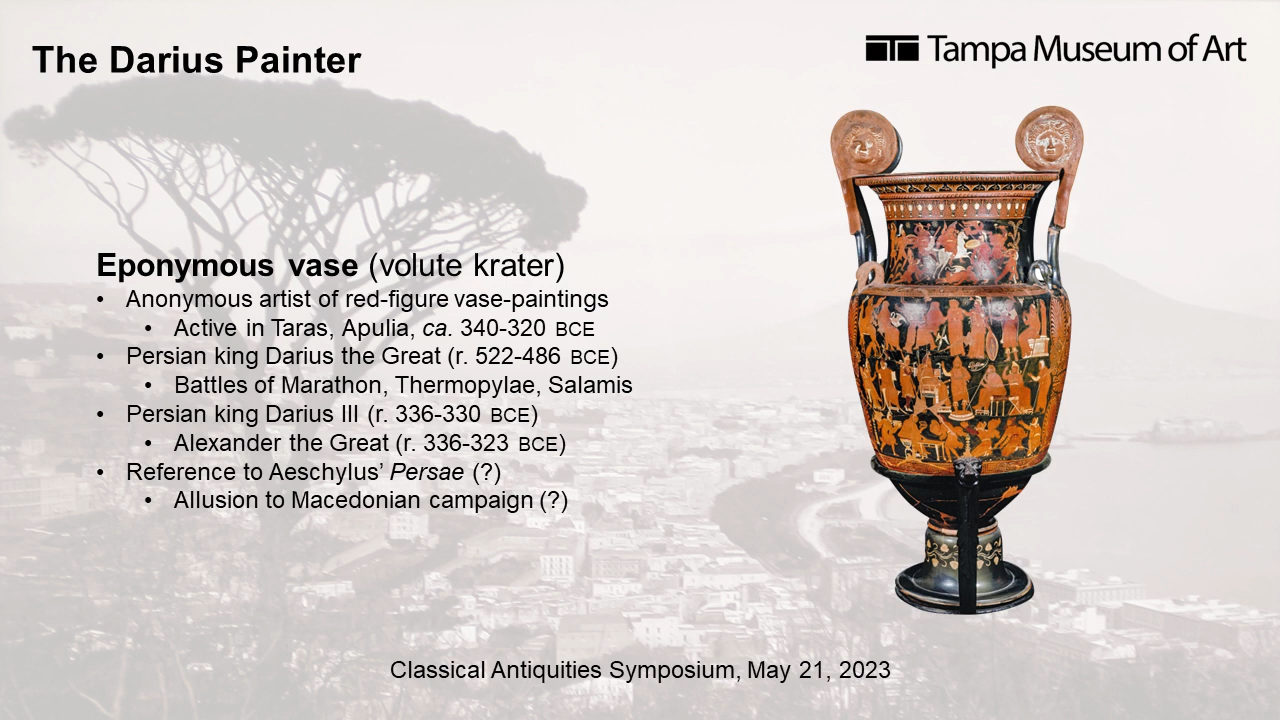 The Darius Painter
Tampa Museum of Art
Eponymous vase (volute krater)
• Anonymous artist of red-figure vase-paintings
• Active in Taras, Apulia, ca. 340-320 BCE
• Persian king Darius the Great (r. 522-486 BCE)
• Battles of Marathon, Thermopylae, Salamis
• Persian king Darius III (r. 336-330 BCE)
• Alexander the Great (r. 336-323 BCE)
• Reference to Aeschylus’ Persae (?)
• Allusion to Macedonian campaign (?)
Classical Antiquities Symposium, May 21, 2023